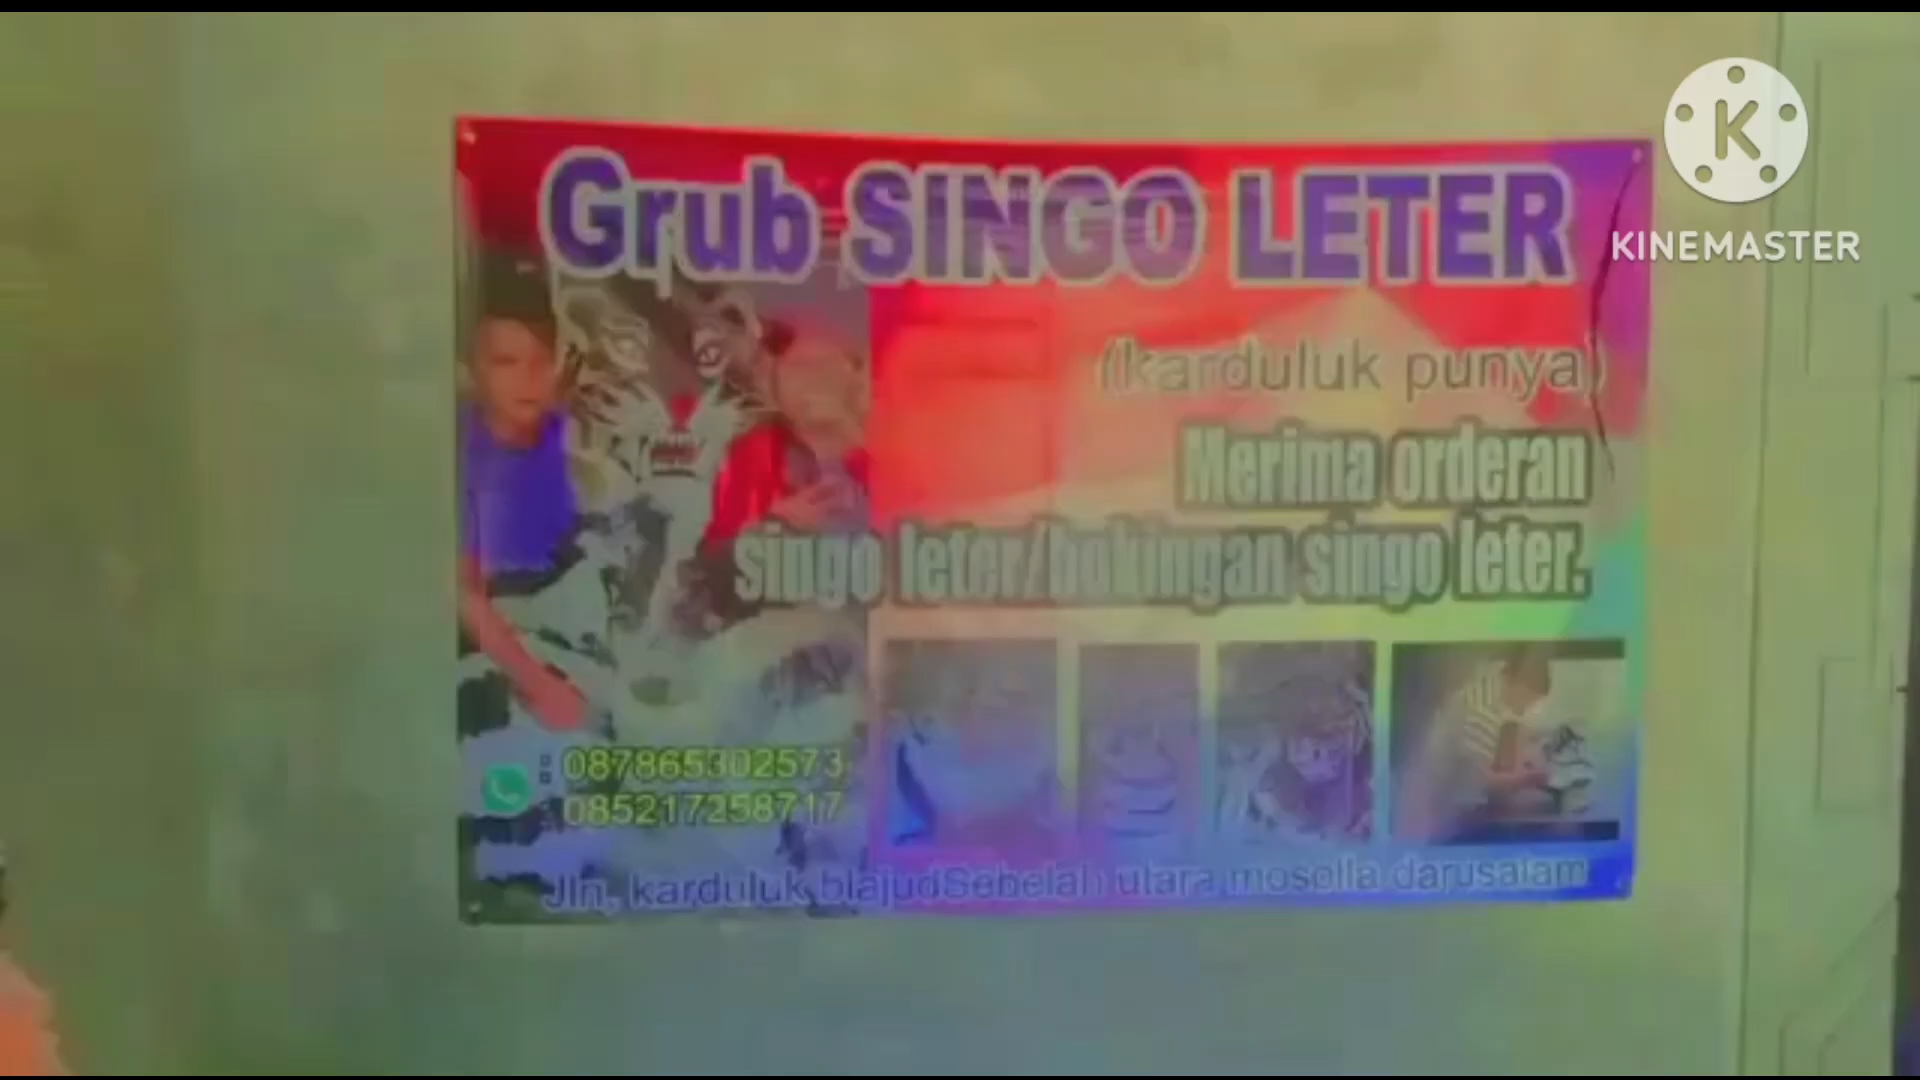 Grub SINGO LETER
(karduluk punya)
Merima orderan
singo leter/bokingan singo leter.
: 087865302573
: 085217258717
Jln, karduluk blajudSebelah utara mosolla darusalam
K
KINEMASTER